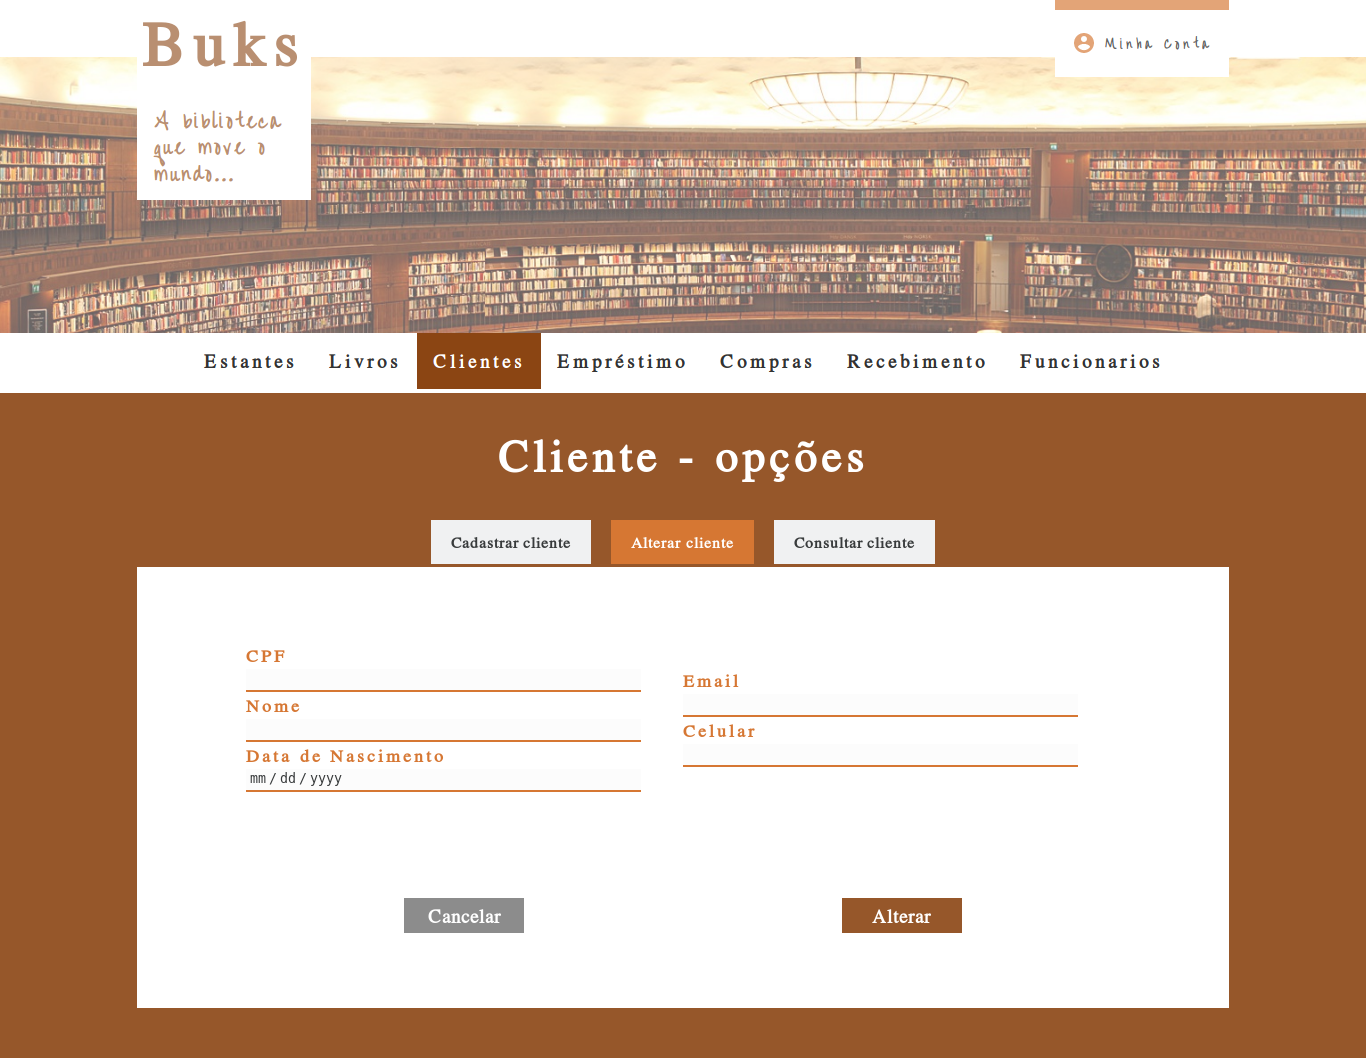 Buks
Minha Conta
A biblioteca
que move o
mundo...
Estantes Livros Clientes Empréstimo Compras Recebimento Funcionarios
Cliente - opções
Cadastrar cliente Alterar cliente Consultar cliente
CPF
Nome
Data de Nascimento
mm / dd / yyyy
Email
Celular
Cancelar Alterar